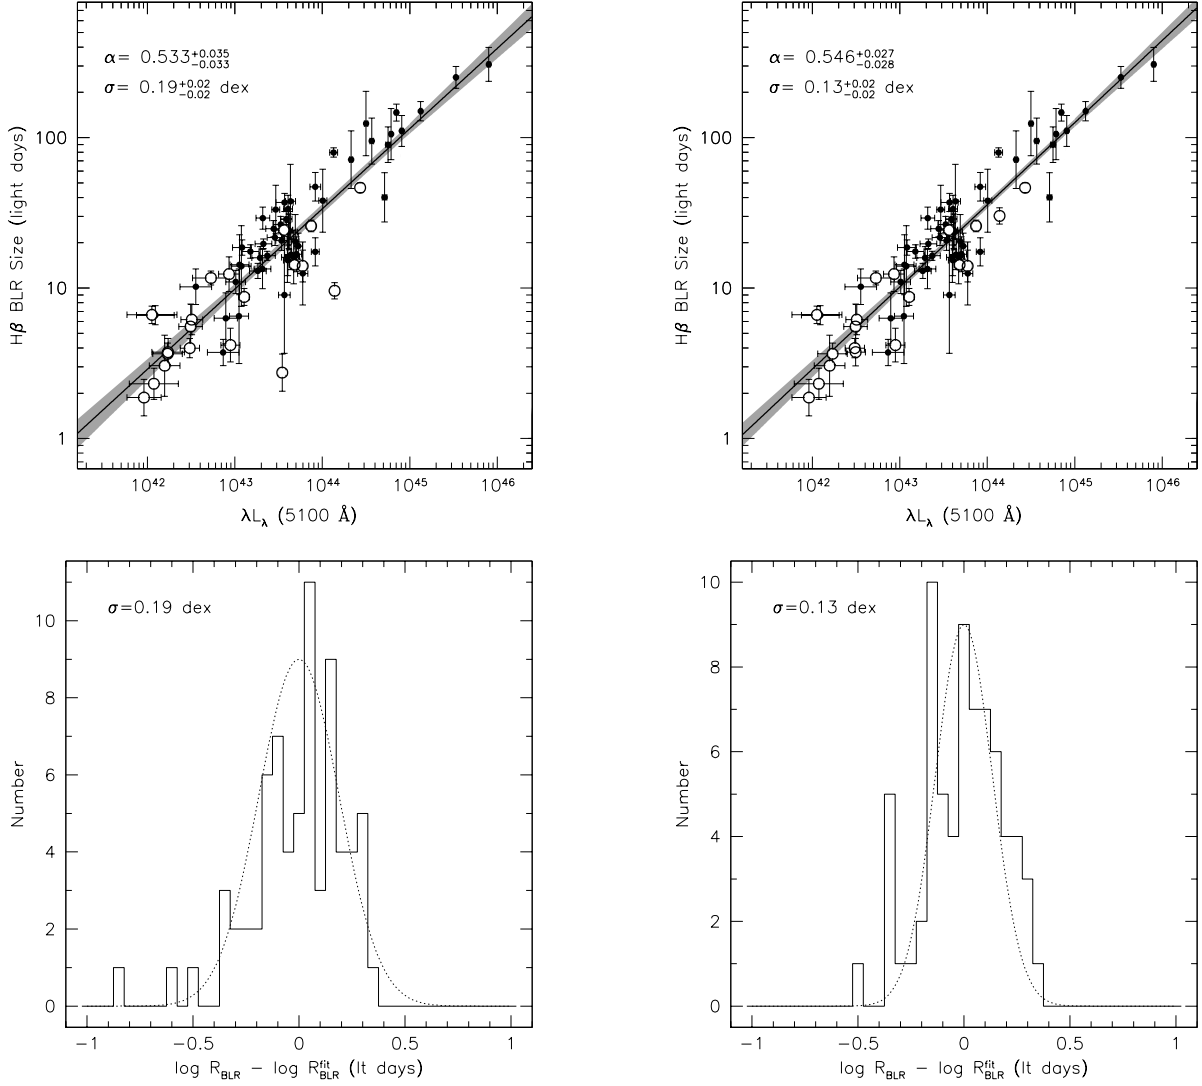 α= 0.533+0.035−0.033
σ= 0.19+0.02−0.02 dex
Hβ BLR Size (light days)
100
10
1
10^42 10^43 10^44 10^45 10^46
λLλ (5100 Å)
α= 0.546+0.027−0.028
σ= 0.13+0.02−0.02 dex
Hβ BLR Size (light days)
100
10
1
10^42 10^43 10^44 10^45 10^46
λLλ (5100 Å)
σ=0.19 dex
Number
10
8
6
4
2
0
−1 −0.5 0 0.5 1
log R_BLR − log R^fit_BLR (lt days)
σ=0.13 dex
Number
10
8
6
4
2
0
−1 −0.5 0 0.5 1
log R_BLR − log R^fit_BLR (lt days)